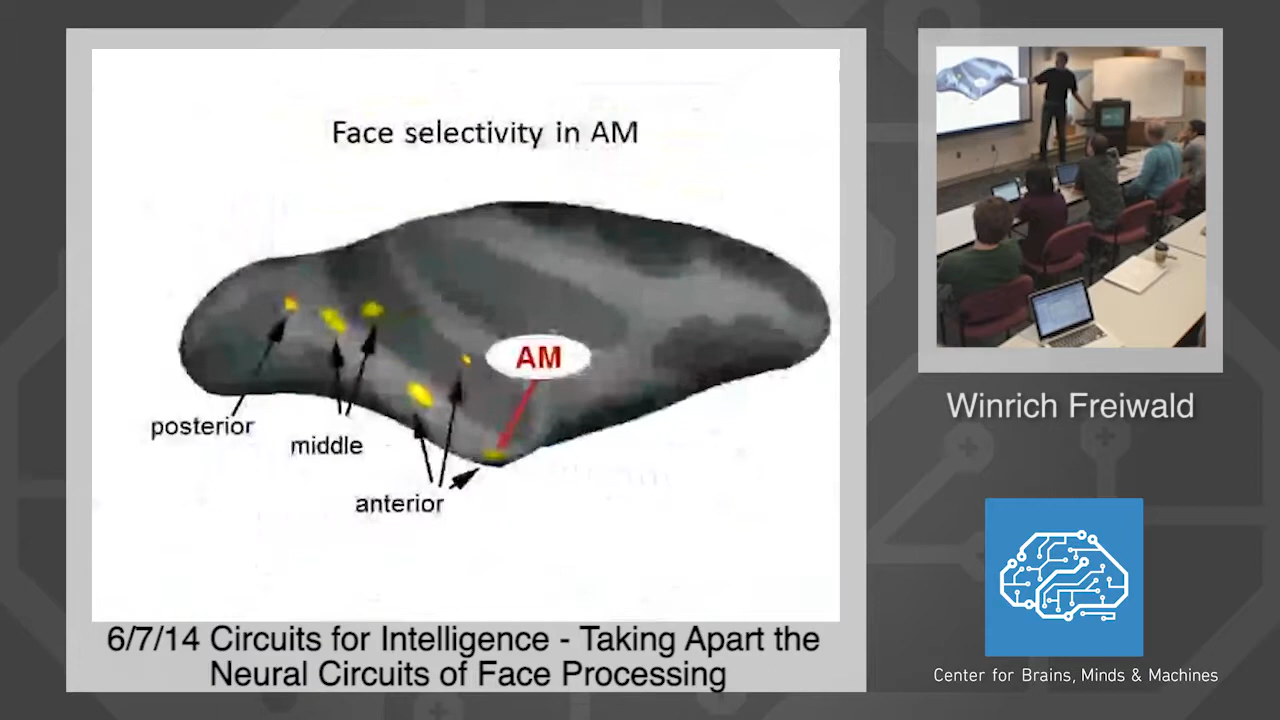 Face selectivity in AM
AM
posterior
middle
anterior
6/7/14 Circuits for Intelligence - Taking Apart the
Neural Circuits of Face Processing
Winrich Freiwald
Center for Brains, Minds & Machines